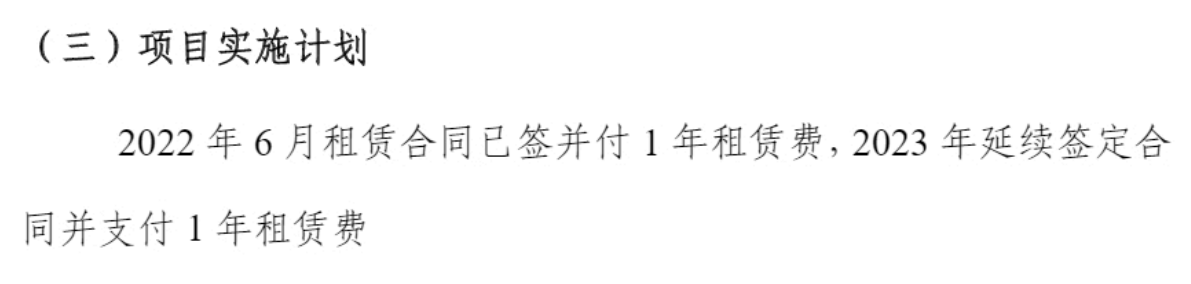 （三）项目实施计划
2022 年 6 月租赁合同已签并付 1 年租赁费，2023 年延续签定合
同并支付 1 年租赁费